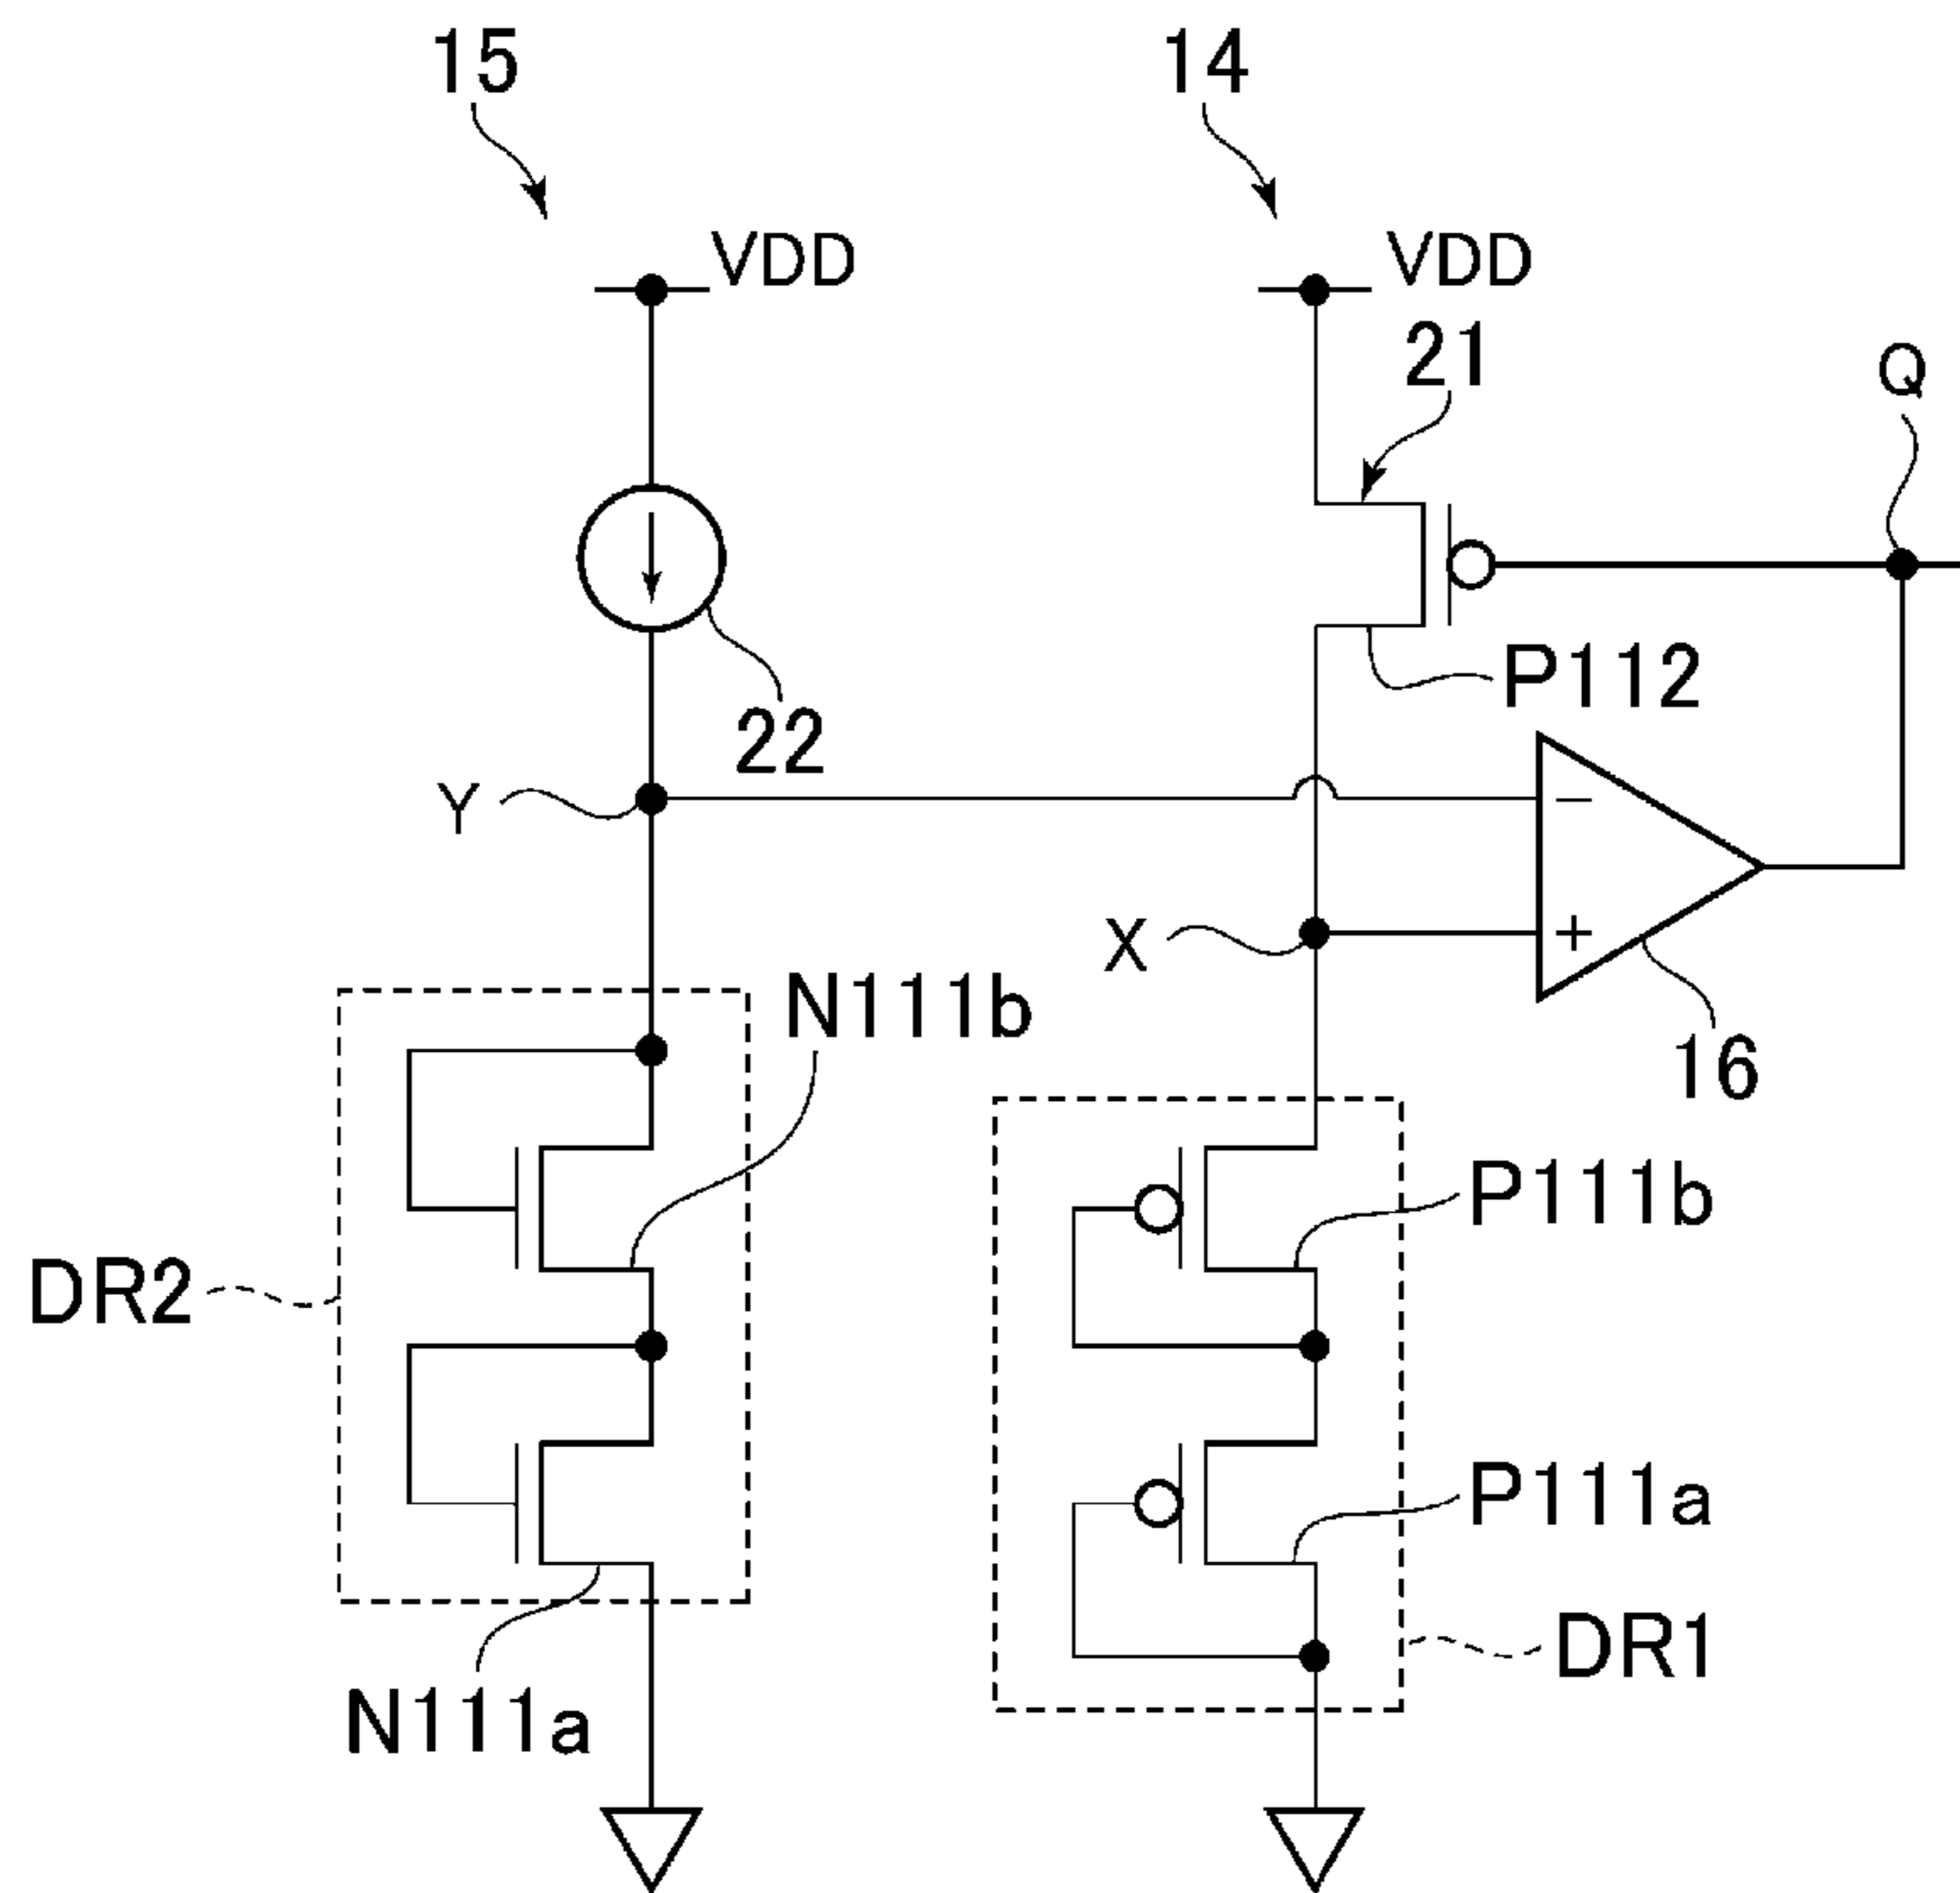 15
14
VDD
VDD
21
Q
P112
22
Y
−
X
+
N111b
16
P111b
DR2
P111a
DR1
N111a